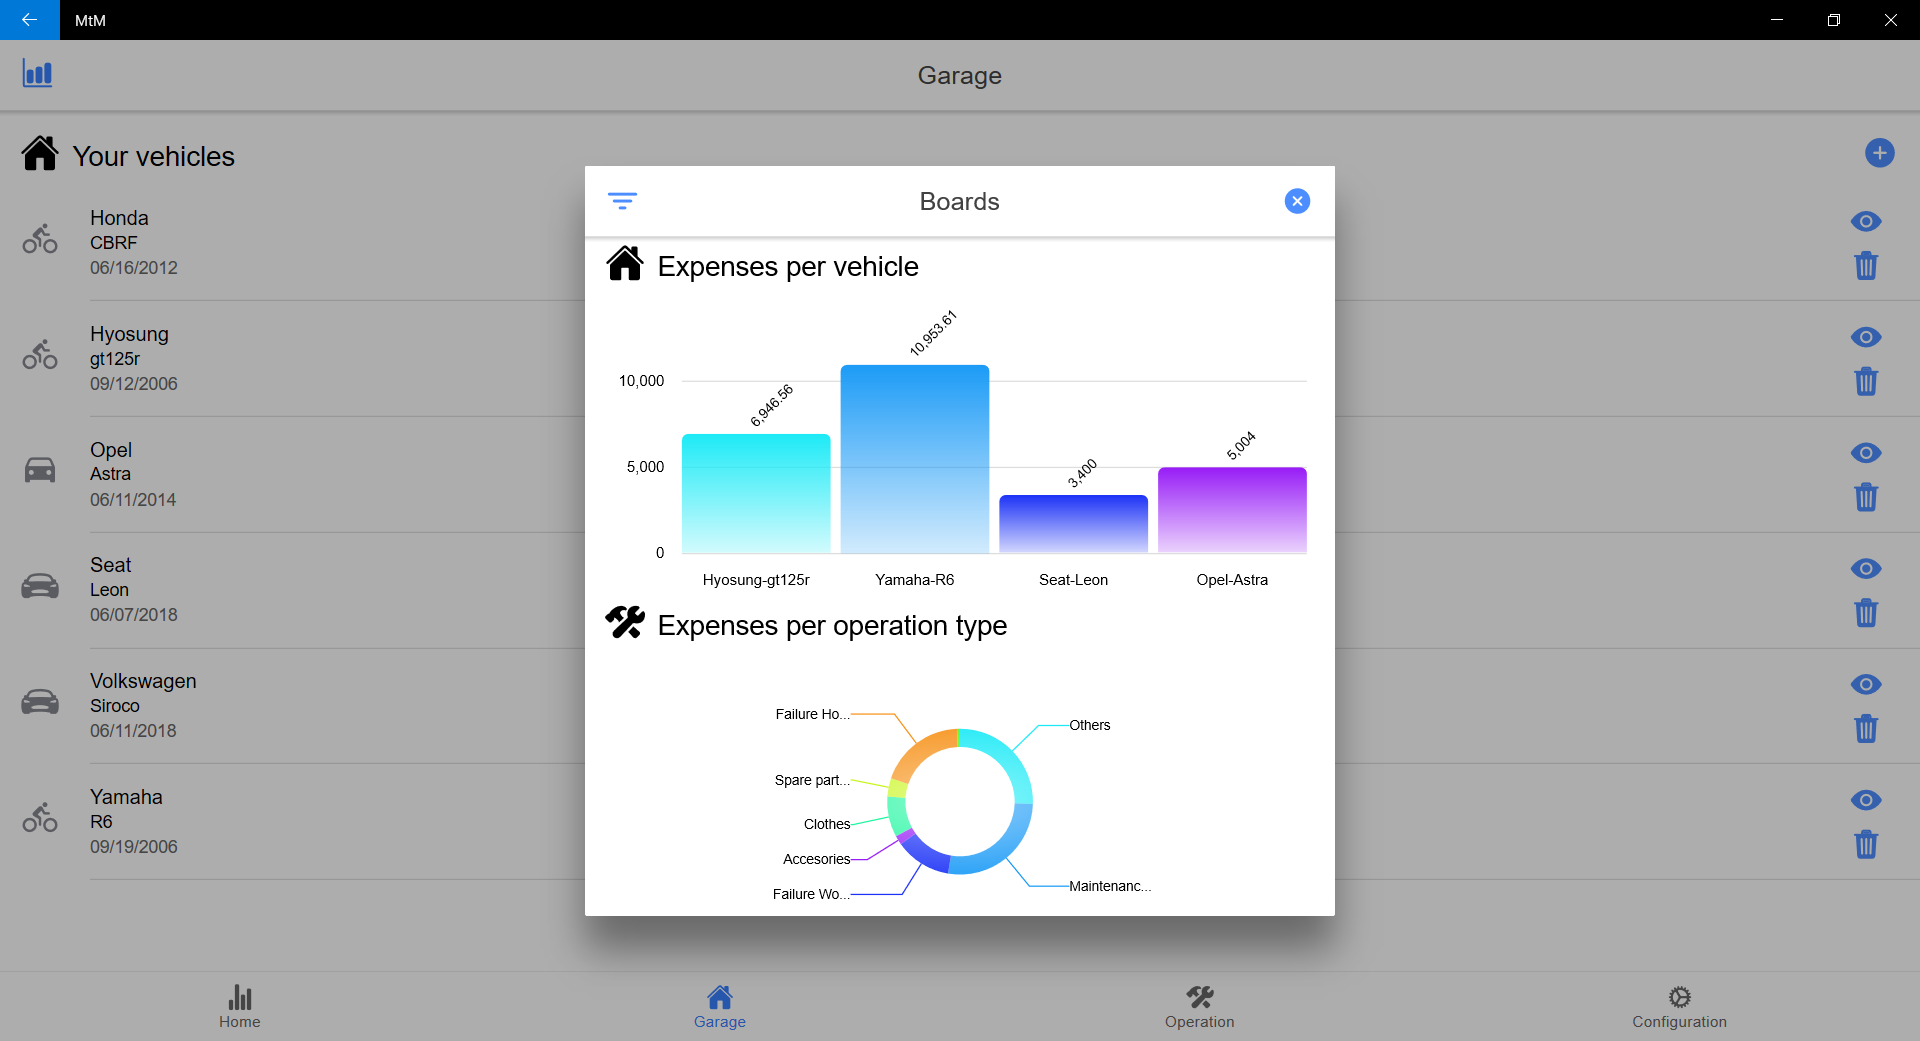 MtM
Garage
Your vehicles
Honda
CBRF
06/16/2012
Hyosung
gt125r
09/12/2006
Opel
Astra
06/11/2014
Seat
Leon
06/07/2018
Volkswagen
Siroco
06/11/2018
Yamaha
R6
09/19/2006
Boards
Expenses per vehicle
10,953.61
10,000
6,946.56
5,004
5,000
3,400
0
Hyosung-gt125r Yamaha-R6 Seat-Leon Opel-Astra
Expenses per operation type
Failure Ho...
Others
Spare part...
Clothes
Accesories
Maintenanc...
Failure Wo...
Home Garage Operation Configuration